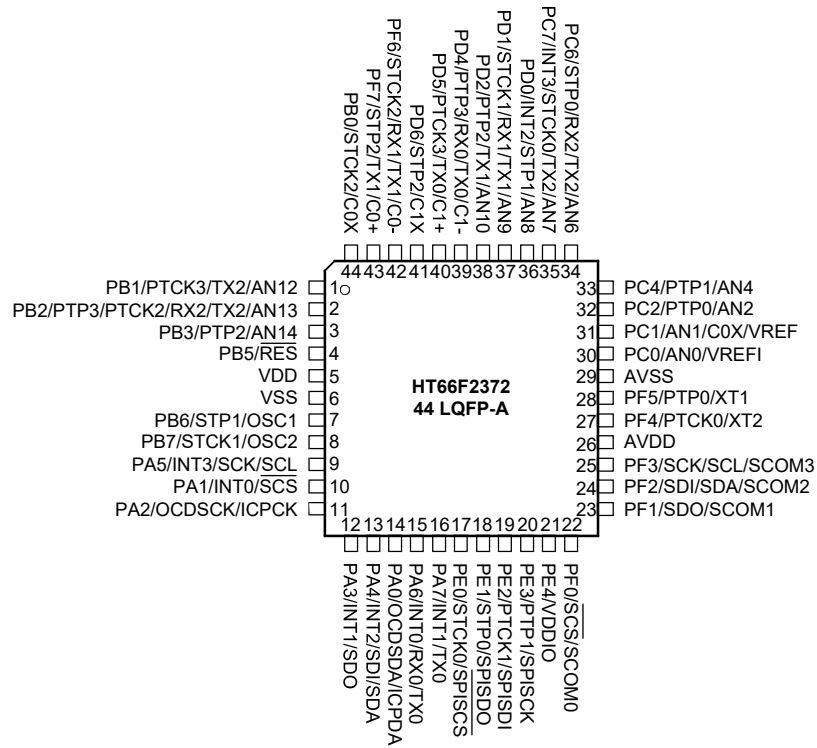 PB0/STCK2/C0X
PF7/STP2/TX1/C0+
PF6/STCK2/RX1/TX1/C0-
PD6/STP2/C1X
PD5/PTCK3/TX0/C1+
PD4/PTP3/RX0/TX0/C1-
PD2/PTP2/TX1/AN10
PD1/STCK1/RX1/TX1/AN9
PD0/INT2/STP1/AN8
PC7/INT3/STCK0/TX2/AN7
PC6/STP0/RX2/TX2/AN6
44 43 42 41 40 39 38 37 36 35 34
PB1/PTCK3/TX2/AN12 1
PB2/PTP3/PTCK2/RX2/TX2/AN13 2
PB3/PTP2/AN14 3
PB5/RES 4
VDD 5
VSS 6
PB6/STP1/OSC1 7
PB7/STCK1/OSC2 8
PA5/INT3/SCK/SCL 9
PA1/INT0/SCS 10
PA2/OCDSCK/ICPCK 11
HT66F2372
44 LQFP-A
33 PC4/PTP1/AN4
32 PC2/PTP0/AN2
31 PC1/AN1/C0X/VREF
30 PC0/AN0/VREFI
29 AVSS
28 PF5/PTP0/XT1
27 PF4/PTCK0/XT2
26 AVDD
25 PF3/SCK/SCL/SCOM3
24 PF2/SDI/SDA/SCOM2
23 PF1/SDO/SCOM1
12 13 14 15 16 17 18 19 20 21 22
PA3/INT1/SDO
PA4/INT2/SDI/SDA
PA0/OCDSDA/ICPDA
PA6/INT0/RX0/TX0
PA7/INT1/TX0
PE0/STCK0/SPISCS
PE1/STP0/SPISDO
PE2/PTCK1/SPISDI
PE3/PTP1/SPISCK
PE4/VDDIO
PF0/SCS/SCOM0